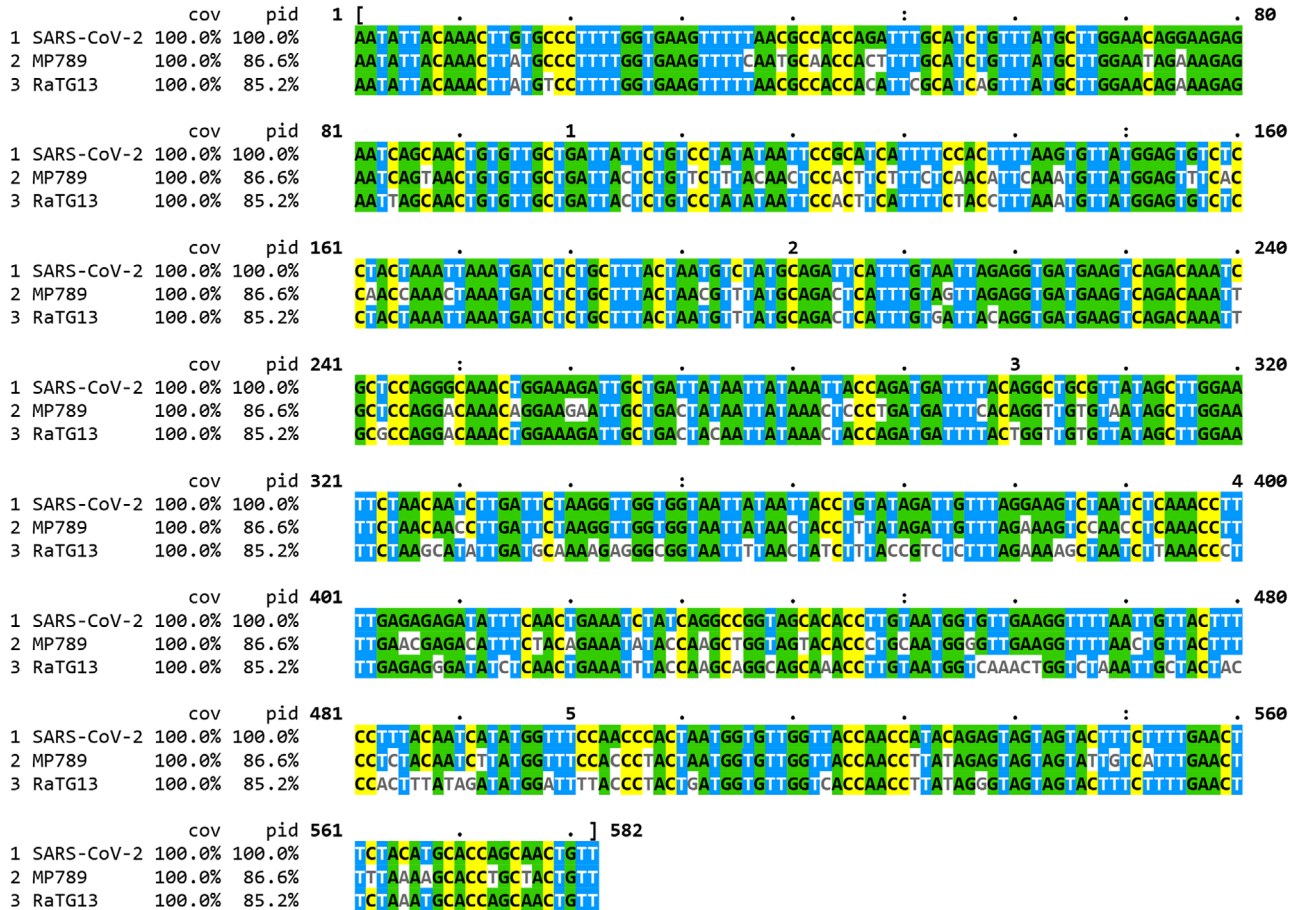 cov pid 1 [ . . . . : . . . 80
1 SARS-CoV-2 100.0% 100.0% AATATTACAAACTTGTGCCCTTTTGGTGAAGTTTTTAACGCCACCAGATTTGCATCTGTTTATGCTTGGAACAGGAAGAG
2 MP789 100.0% 86.6% AATATTACAAACTTATGCCCTTTTGGTGAAGTTTTCAATGCAACCACTTTTGCATCTGTTTATGCTTGGAATAGAAAGAG
3 RaTG13 100.0% 85.2% AATATTACAAACTTATGTCCTTTTGGTGAAGTTTTTAACGCCACCACATTCGCATCAGTTTATGCTTGGAACAGAAAGAG
cov pid 81 . 1 . . . . : . 160
1 SARS-CoV-2 100.0% 100.0% AATCAGCAACTGTGTTGCTGATTATTCTGTCCTATATAATTCCGCATCATTTTCCACTTTTAAGTGTTATGGAGTGTCTC
2 MP789 100.0% 86.6% AATCAGTAACTGTGTTGCTGATTACTCTGTTCTTTACAACTCCACTTCTTTCTCAACATTCAAATGTTATGGAGTTTCAC
3 RaTG13 100.0% 85.2% AATTAGCAACTGTGTTGCTGATTACTCTGTCCTATATAATTCCACTTCATTTTCTACCTTTAAATGTTATGGAGTGTCTC
cov pid 161 . . . 2 . . . . 240
1 SARS-CoV-2 100.0% 100.0% CTACTAAATTAAATGATCTCTGCTTTACTAATGTCTATGCAGATTCATTTGTAATTAGAGGTGATGAAGTCAGACAAATC
2 MP789 100.0% 86.6% CAACCAAACTAAATGATCTCTGCTTTACTAACGTTTATGCAGACTCATTTGTAGTTAGAGGTGATGAAGTCAGACAAATT
3 RaTG13 100.0% 85.2% CTACTAAATTAAATGATCTCTGCTTTACTAATGTTTATGCAGACTCATTTGTGATTACAGGTGATGAAGTCAGACAAATT
cov pid 241 : . . . . 3 . . 320
1 SARS-CoV-2 100.0% 100.0% GCTCCAGGGCAAACTGGAAAGATTGCTGATTATAATTATAAATTACCAGATGATTTTACAGGCTGCGTTATAGCTTGGAA
2 MP789 100.0% 86.6% GCTCCAGGACAAACAGGAAGAATTGCTGACTATAATTATAAACTCCCTGATGATTTCACAGGTTGTGTAATAGCTTGGAA
3 RaTG13 100.0% 85.2% GCGCCAGGACAAACTGGAAAGATTGCTGACTACAATTATAAACTACCAGATGATTTTACTGGTTGTGTTATAGCTTGGAA
cov pid 321 . . : . . . . 4 400
1 SARS-CoV-2 100.0% 100.0% TTCTAACAATCTTGATTCTAAGGTTGGTGGTAATTATAATTACCTGTATAGATTGTTTAGGAAGTCTAATCTCAAACCTT
2 MP789 100.0% 86.6% TTCTAACAACCTTGATTCTAAGGTTGGTGGTAATTATAACTACCTTTATAGATTGTTTAGAAAGTCCAACCTCAAACCTT
3 RaTG13 100.0% 85.2% TTCTAAGCATATTGATGCAAAAGAGGGCGGTAATTTTAACTATCTTTACCGTCTCTTTAGAAAAGCTAATCTTAAACCCT
cov pid 401 . . . . : . . . 480
1 SARS-CoV-2 100.0% 100.0% TTGAGAGAGATATTTCAACTGAAATCTATCAGGCCGGTAGCACACCTTGTAATGGTGTTGAAGGTTTTAATTGTTACTTT
2 MP789 100.0% 86.6% TTGAACGAGACATTTCTACAGAAATATACCAAGCTGGTAGTACACCCTGCAATGGGGTTGAAGGTTTTAACTGTTACTTT
3 RaTG13 100.0% 85.2% TTGAGAGGGATATCTCAACTGAAATTTACCAAGCAGGCAGCAAACCTTGTAATGGTCAAACTGGTCTAAATTGCTACTAC
cov pid 481 . 5 . . . . : . 560
1 SARS-CoV-2 100.0% 100.0% CCTTTACAATCATATGGTTTCCAACCCACTAATGGTGTTGGTTACCAACCATACAGAGTAGTAGTACTTTCTTTTGAACT
2 MP789 100.0% 86.6% CCTCTACAATCTTATGGTTTCCACCCTACTAATGGTGTTGGTTACCAACCTTATAGAGTAGTAGTATTGTCATTTGAACT
3 RaTG13 100.0% 85.2% CCACTTTATAGATATGGATTTTACCCTACTGATGGTGTTGGTCACCAACCTTATAGGGTAGTAGTACTTTCTTTTGAACT
cov pid 561 . . ] 582
1 SARS-CoV-2 100.0% 100.0% TCTACATGCACCAGCAACTGTT
2 MP789 100.0% 86.6% TTTAAAAGCACCTGCTACTGTT
3 RaTG13 100.0% 85.2% TCTAAATGCACCAGCAACTGTT